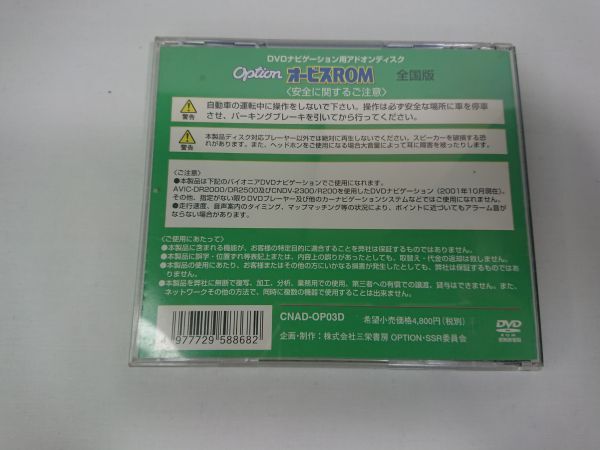 DVDナビゲーション用アドオンディスク
Option オービスROM 全国版
〈安全に関するご注意〉
警告 自動車の運転中に操作をしないで下さい。操作は必ず安全な場所に車を停車
させ、パーキングブレーキを引いてから行ってください。
警告 本製品ディスク対応プレーヤー以外では絶対に再生しないでください。スピーカーを破損する恐
れがあります。また、ヘッドホンをご使用になる場合大音量によって耳に障害を被ったりします。
〈ご注意〉
●本製品は下記のパイオニアDVDナビゲーションでご使用になれます。
AVIC-DR2000/DR2500及びCNDV-2300/R200を使用したDVDナビゲーション(2001年10月現在)。
その他、指定がない限りDVDプレーヤー及び他のカーナビゲーションシステムなどではご使用になれません。
●走行速度、音声案内のタイミング、マップマッチング等の状況により、ポイントに近づいてもアラーム音が
ならない場合があります。
〈ご使用にあたって〉
●本製品に含まれる機能が、お客様の特定目的に適合することを弊社は保証するものではありません。
●本製品に誤字・位置ずれ等表記上または、内容上の誤りがあったとしても、取替え・代金の返却は致しません。
●本製品の使用にあたり、お客様またはその他の方にいかなる損害が発生したとしても、弊社は保証するものではあ
りません。
●本製品を弊社に無断で複写、加工、分析、業務用での使用、第三者への有償での譲渡、貸与はできません。また、
ネットワークその他の方法で、同時に複数の機器で使用することは出来ません。
CNAD-OP03D 希望小売価格4,800円(税別)
企画・制作:株式会社三栄書房 OPTION・SSR委員会
DVD
ROM
4 977729 588682